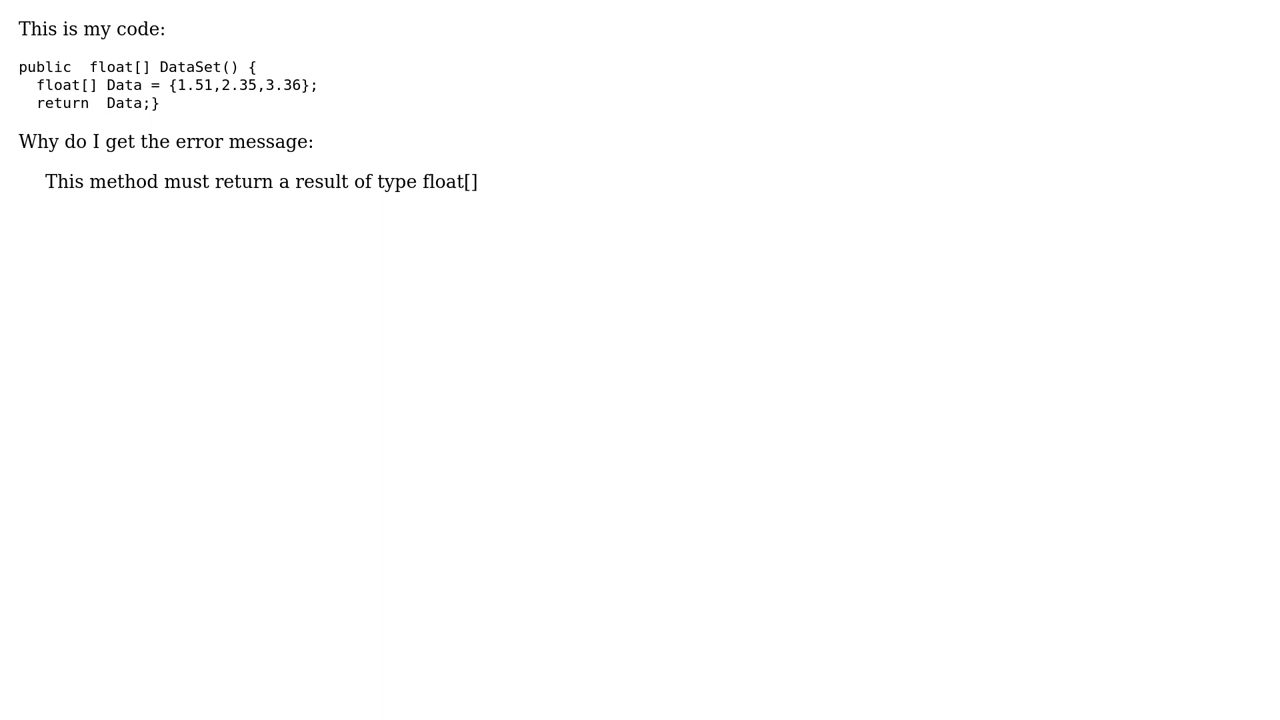 This is my code:
public  float[] DataSet() {
  float[] Data = {1.51,2.35,3.36};
  return  Data;}
Why do I get the error message:
This method must return a result of type float[]